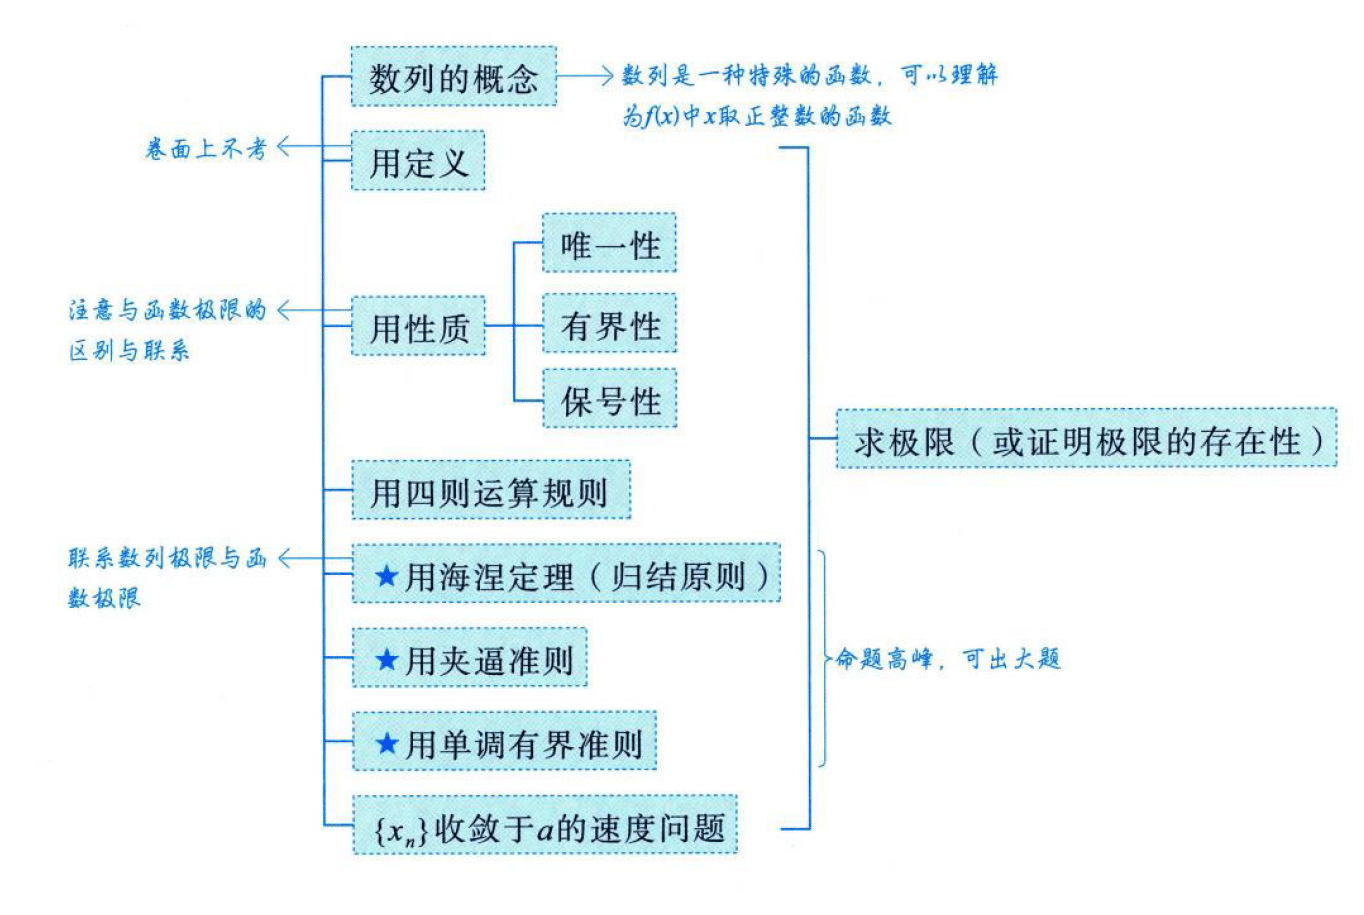 数列的概念
数列是一种特殊的函数，可以理解
为f(x)中x取正整数的函数
卷面上不考
用定义
唯一性
注意与函数极限的
区别与联系
用性质
有界性
保号性
求极限（或证明极限的存在性）
用四则运算规则
联系数列极限与函
数极限
★用海涅定理（归结原则）
★用夹逼准则
命题高峰，可出大题
★用单调有界准则
{xₙ}收敛于a的速度问题